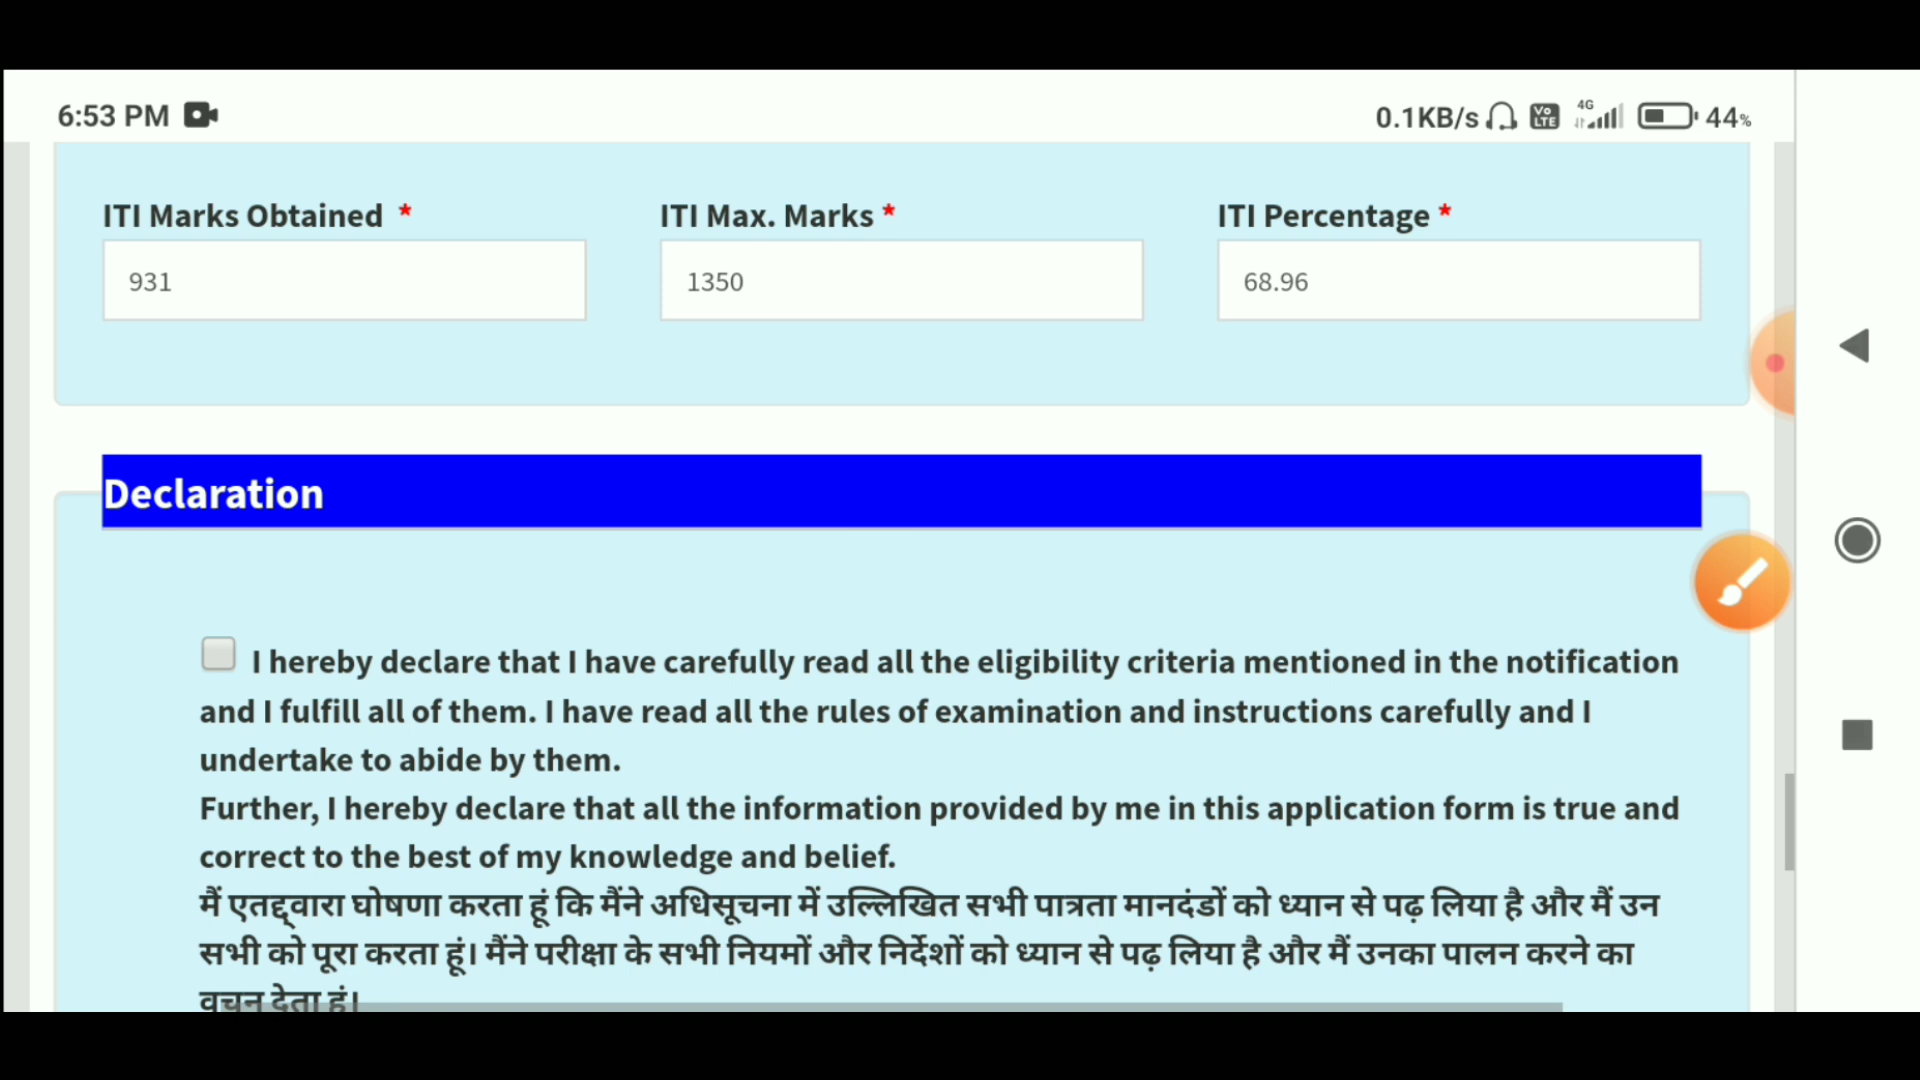 6:53 PM
0.1KB/s Vo LTE 4G 44%
ITI Marks Obtained * ITI Max. Marks * ITI Percentage *
931 1350 68.96
Declaration
I hereby declare that I have carefully read all the eligibility criteria mentioned in the notification
and I fulfill all of them. I have read all the rules of examination and instructions carefully and I
undertake to abide by them.
Further, I hereby declare that all the information provided by me in this application form is true and
correct to the best of my knowledge and belief.
मैं एतद्द्वारा घोषणा करता हूं कि मैंने अधिसूचना में उल्लिखित सभी पात्रता मानदंडों को ध्यान से पढ़ लिया है और मैं उन
सभी को पूरा करता हूं। मैंने परीक्षा के सभी नियमों और निर्देशों को ध्यान से पढ़ लिया है और मैं उनका पालन करने का
वचन देता हूं।